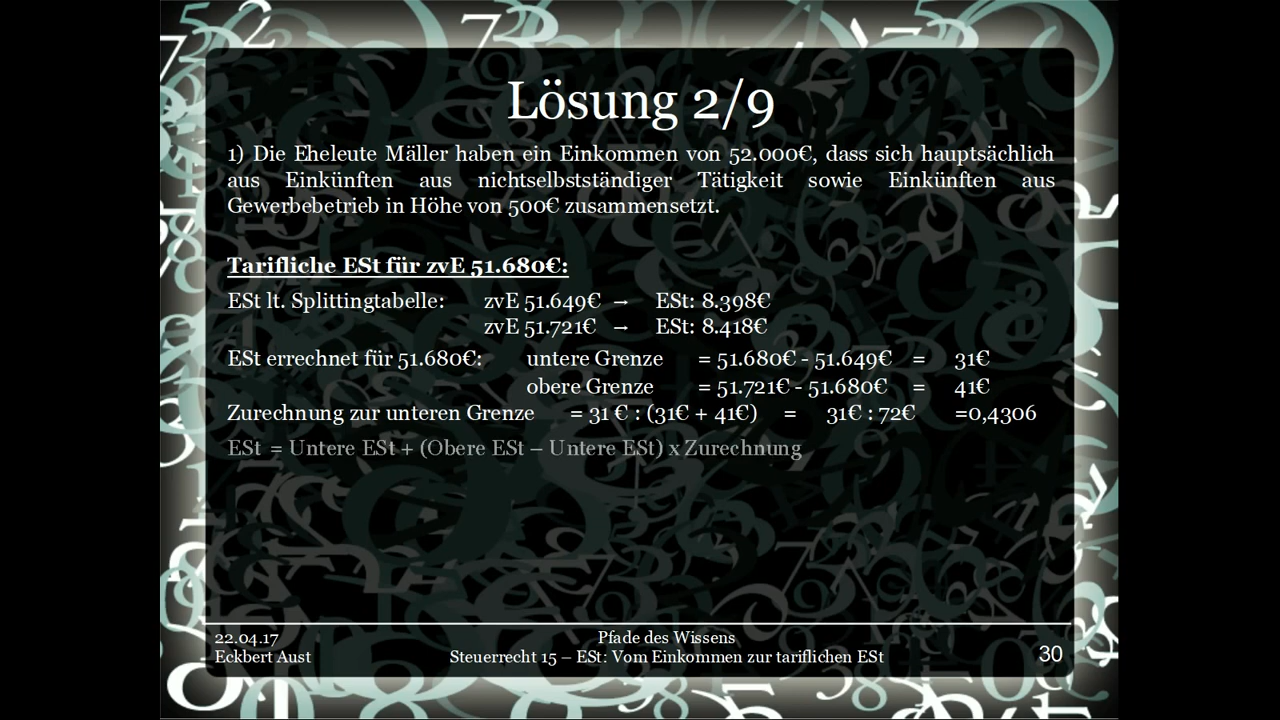 Lösung 2/9
1) Die Eheleute Mäller haben ein Einkommen von 52.000€, dass sich hauptsächlich
aus Einkünften aus nichtselbstständiger Tätigkeit sowie Einkünften aus
Gewerbebetrieb in Höhe von 500€ zusammensetzt.
Tarifliche ESt für zvE 51.680€:
ESt lt. Splittingtabelle: zvE 51.649€ → ESt: 8.398€
zvE 51.721€ → ESt: 8.418€
ESt errechnet für 51.680€: untere Grenze = 51.680€ - 51.649€ = 31€
obere Grenze = 51.721€ - 51.680€ = 41€
Zurechnung zur unteren Grenze = 31 € : (31€ + 41€) = 31€ : 72€ =0,4306
ESt = Untere ESt + (Obere ESt – Untere ESt) x Zurechnung
22.04.17 Pfade des Wissens
Eckbert Aust Steuerrecht 15 – ESt: Vom Einkommen zur tariflichen ESt 30